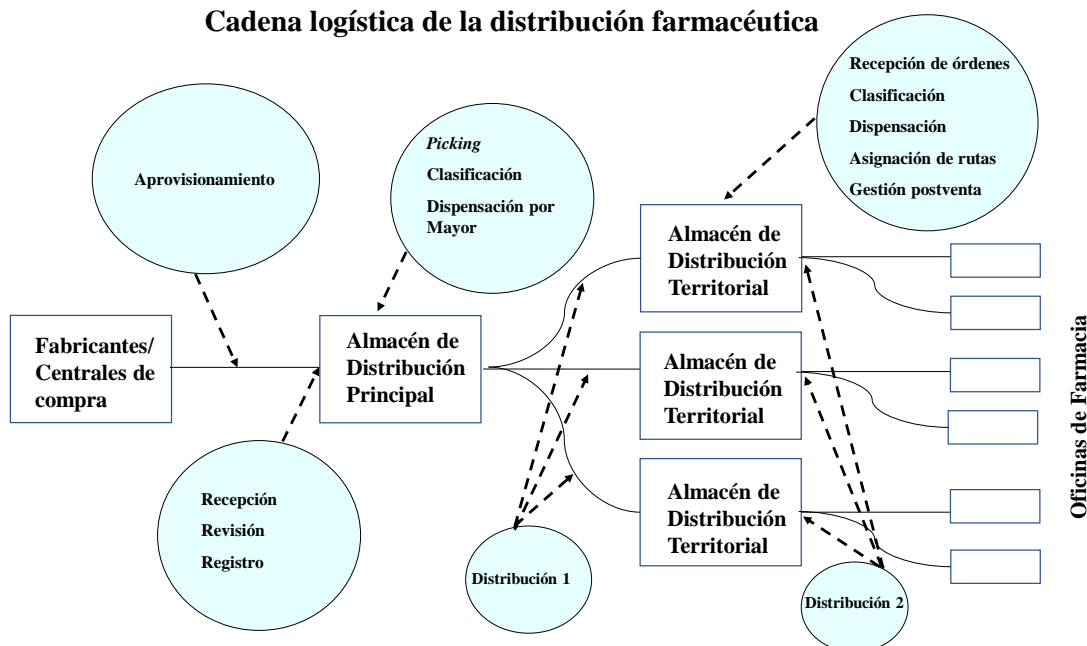 Cadena logística de la distribución farmacéutica
Recepción de órdenes
Clasificación
Dispensación
Asignación de rutas
Gestión postventa
Picking
Clasificación
Dispensación por
Mayor
Aprovisionamiento
Almacén de
Distribución
Territorial
Fabricantes/
Centrales de
compra
Almacén de
Distribución
Principal
Almacén de
Distribución
Territorial
Oficinas de Farmacia
Almacén de
Distribución
Territorial
Recepción
Revisión
Registro
Distribución 1
Distribución 2